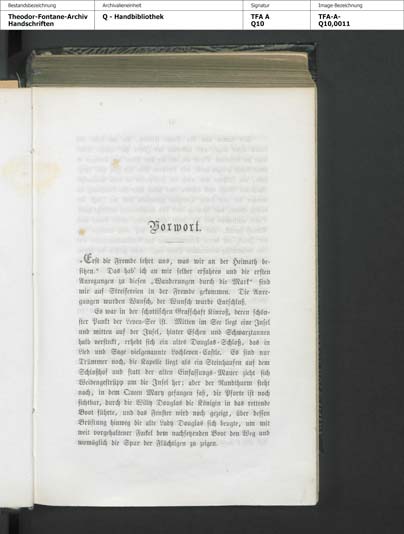 Bestandsbezeichnung
Archivalieneinheit
Signatur
Image-Bezeichnung
Theodor-Fontane-Archiv
Handschriften
Q - Handbibliothek
TFA A
Q10
TFA-A-
Q10,0011
Vorwort.
„Erst die Fremde lehrt uns, was wir an der Heimath be-
sitzen.“ Das hab' ich an mir selber erfahren und die ersten
Anregungen zu diesen „Wanderungen durch die Mark“ sind
mir auf Streifereien in der Fremde gekommen. Die Anre-
gungen wurden Wunsch, der Wunsch wurde Entschluß.
Es war in der schottischen Grafschaft Kinroß, deren schön-
ster Punkt der Leven-See ist. Mitten im See liegt eine Insel
und mitten auf der Insel, hinter Eschen und Schwarztannen
halb versteckt, erhebt sich ein altes Douglas-Schloß, das in
Lied und Sage vielgenannte Lochleven-Castle. Es sind nur
Trümmer noch, die Kapelle liegt als ein Steinhaufen auf dem
Schloßhof und statt der alten Einfassungs-Mauer zieht sich
Weidengestrüpp um die Insel her; aber der Rundthurm steht
noch, in dem Queen Mary gefangen saß, die Pforte ist noch
sichtbar, durch die Willy Douglas die Königin in das rettende
Boot führte, und das Fenster wird noch gezeigt, über dessen
Brüstung hinweg die alte Lady Douglas sich beugte, um mit
weit vorgehaltener Fackel dem nachsetzenden Boot den Weg und
womöglich die Spur der Flüchtigen zu zeigen.